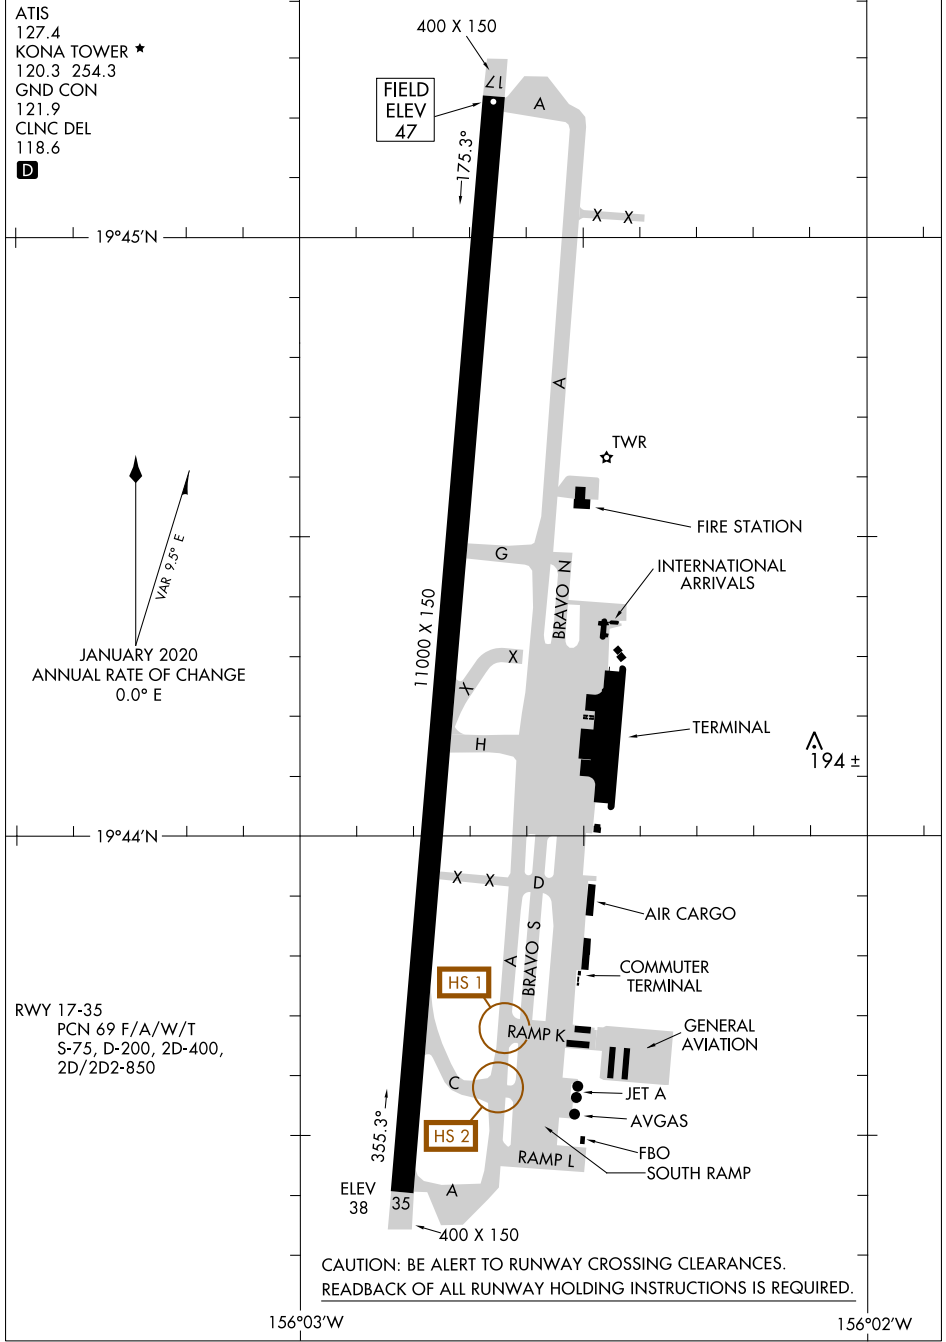 ATIS
127.4
KONA TOWER ★
120.3 254.3
GND CON
121.9
CLNC DEL
118.6
D
400 X 150
17
FIELD
ELEV
47
A
175.3°
X X
19°45'N
A
TWR
FIRE STATION
VAR 9.5° E
JANUARY 2020
ANNUAL RATE OF CHANGE
0.0° E
G
INTERNATIONAL
ARRIVALS
BRAVO N
11000 X 150
X
X
H
TERMINAL
194 ±
19°44'N
X X D
AIR CARGO
A
BRAVO S
COMMUTER
TERMINAL
HS 1
RAMP K
GENERAL
AVIATION
RWY 17-35
PCN 69 F/A/W/T
S-75, D-200, 2D-400,
2D/2D2-850
C
JET A
AVGAS
HS 2
355.3°
FBO
RAMP L
SOUTH RAMP
ELEV
38
35
A
400 X 150
CAUTION: BE ALERT TO RUNWAY CROSSING CLEARANCES.
READBACK OF ALL RUNWAY HOLDING INSTRUCTIONS IS REQUIRED.
156°03'W
156°02'W